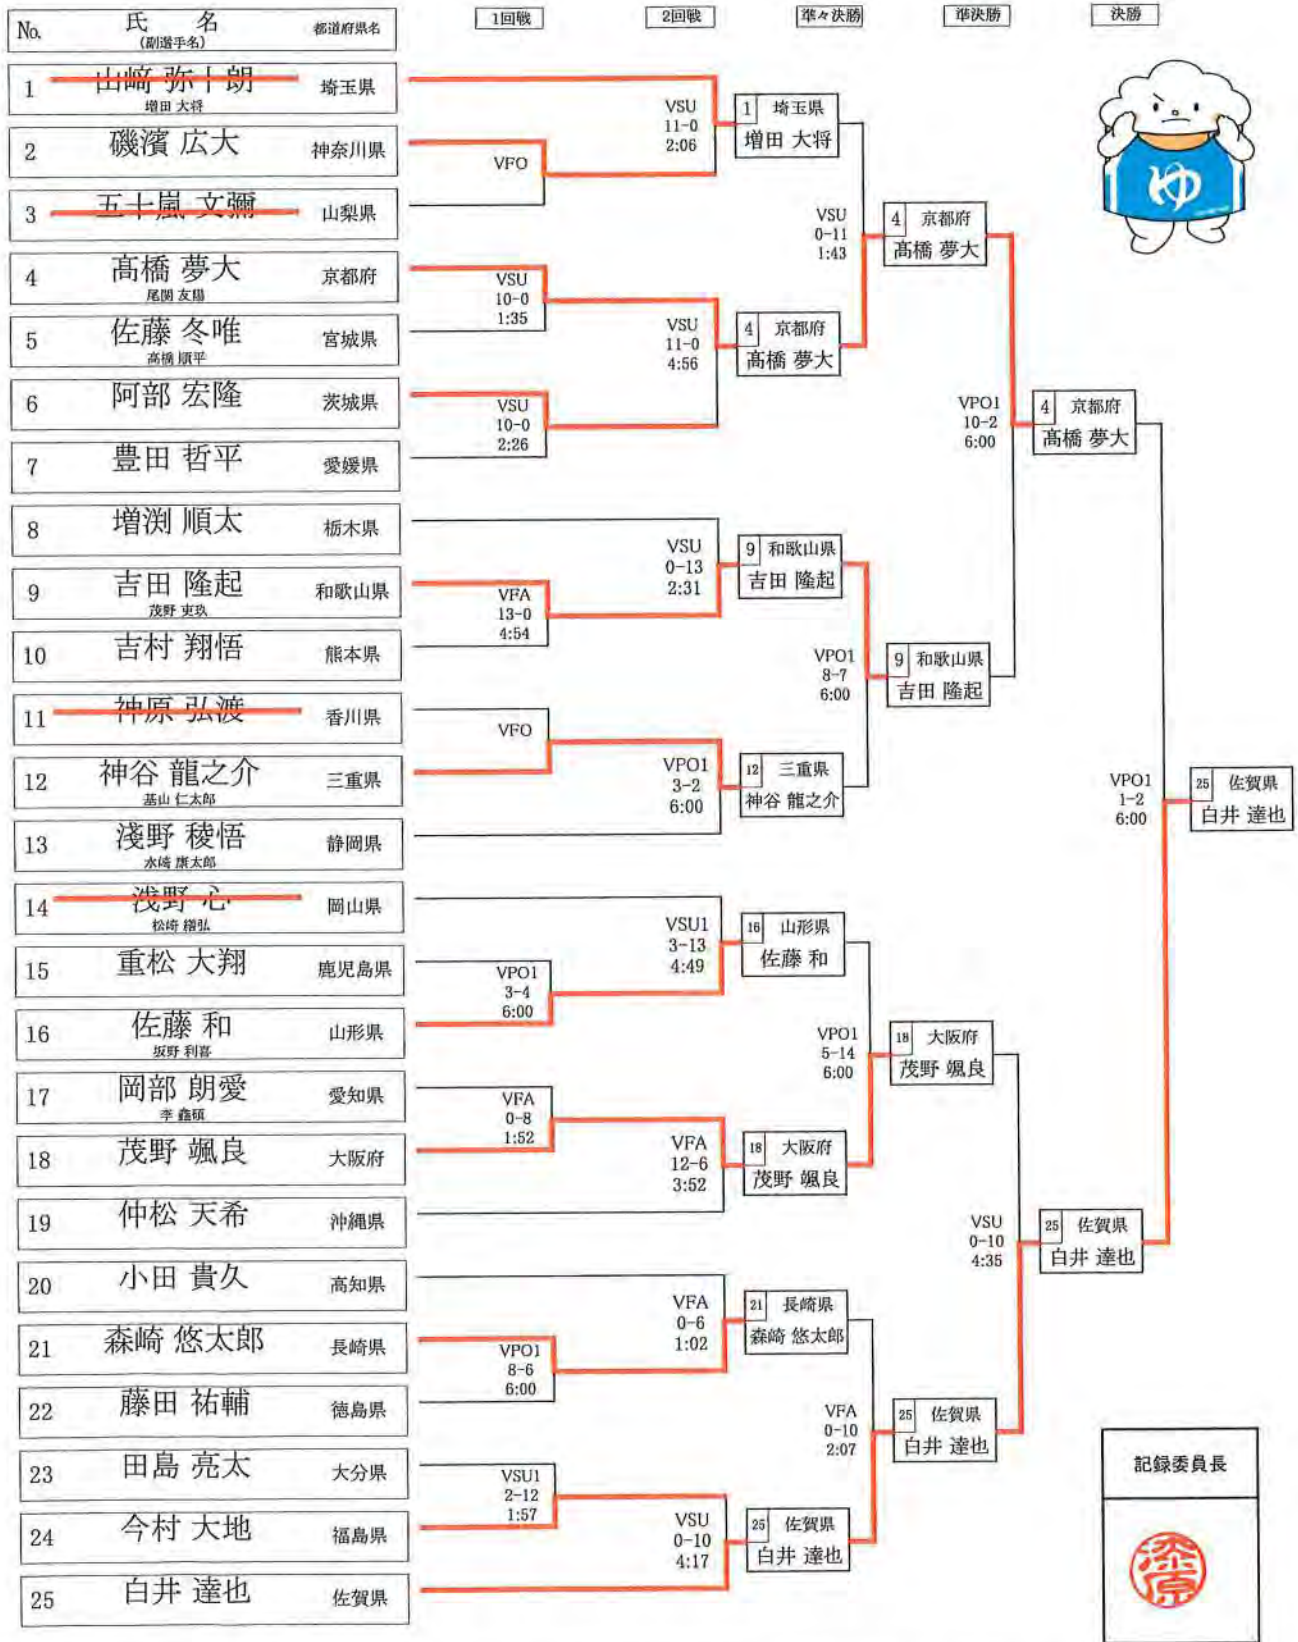 No. 氏名 都道府県名 1回戦 2回戦 準々決勝 準決勝 決勝
(副選手名)
1 山﨑 弥十朗 埼玉県
増田 大将
2 磯濱 広大 神奈川県
3 五十嵐 文彌 山梨県
4 髙橋 夢大 京都府
尾関 友陽
5 佐藤 冬唯 宮城県
高橋 順平
6 阿部 宏隆 茨城県
7 豊田 哲平 愛媛県
8 増渕 順太 栃木県
9 吉田 隆起 和歌山県
茂野 東玖
10 吉村 翔悟 熊本県
11 神原 弘渡 香川県
12 神谷 龍之介 三重県
基山 仁太郎
13 淺野 稜悟 静岡県
水崎 康太郎
14 浅野 心 岡山県
松崎 繕弘
15 重松 大翔 鹿児島県
16 佐藤 和 山形県
坂野 利喜
17 岡部 朗愛 愛知県
李 鑫碩
18 茂野 颯良 大阪府
19 仲松 天希 沖縄県
20 小田 貴久 高知県
21 森崎 悠太郎 長崎県
22 藤田 祐輔 徳島県
23 田島 亮太 大分県
24 今村 大地 福島県
25 白井 達也 佐賀県
VFO
VSU
10-0
1:35
VSU
10-0
2:26
VFA
13-0
4:54
VFO
VPO1
3-4
6:00
VFA
0-8
1:52
VPO1
8-6
6:00
VSU1
2-12
1:57
VSU
11-0
2:06
VSU
11-0
4:56
VSU
0-13
2:31
VPO1
3-2
6:00
VSU1
3-13
4:49
VFA
12-6
3:52
VFA
0-6
1:02
VSU
0-10
4:17
1 埼玉県
増田 大将
4 京都府
髙橋 夢大
9 和歌山県
吉田 隆起
12 三重県
神谷 龍之介
16 山形県
佐藤 和
18 大阪府
茂野 颯良
21 長崎県
森崎 悠太郎
25 佐賀県
白井 達也
VSU
0-11
1:43
VPO1
8-7
6:00
VPO1
5-14
6:00
VFA
0-10
2:07
4 京都府
髙橋 夢大
9 和歌山県
吉田 隆起
18 大阪府
茂野 颯良
25 佐賀県
白井 達也
VPO1
10-2
6:00
VSU
0-10
4:35
4 京都府
髙橋 夢大
25 佐賀県
白井 達也
VPO1
1-2
6:00
25 佐賀県
白井 達也
ゆ
記録委員長
漆原